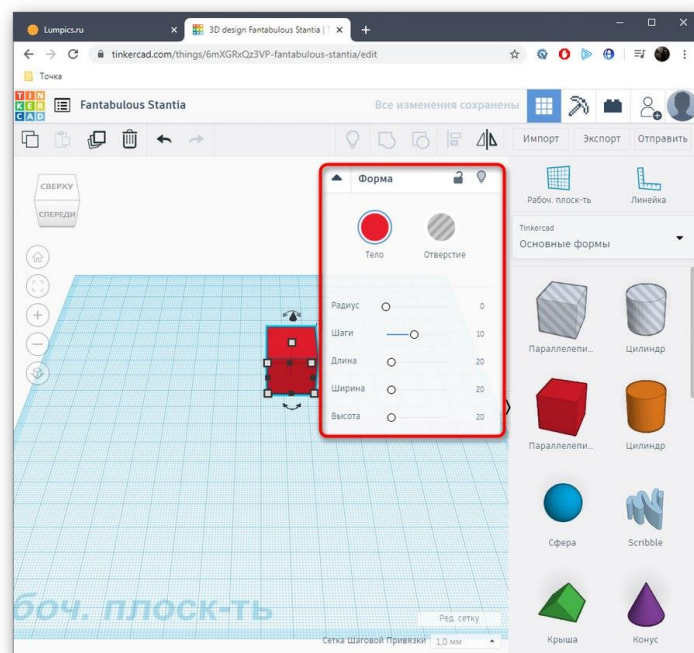 Lumpics.ru
3D design Fantabulous Stantia |
tinkercad.com/things/6mXGRxQz3VP-fantabulous-stantia/edit
Точка
TIN
KER
CAD
Fantabulous Stantia
Все изменения сохранены
Импорт
Экспорт
Отправить
СВЕРХУ
СПЕРЕДИ
Форма
Тело
Отверстие
Радиус 0
Шаги 10
Длина 20
Ширина 20
Высота 20
Рабоч. плоск-ть
Линейка
Tinkercad
Основные формы
Параллелепи...
Цилиндр
Параллелепи...
Цилиндр
Сфера
Scribble
Крыша
Конус
боч. плоск-ть
Ред. сетку
Сетка Шаговой Привязки 1,0 мм